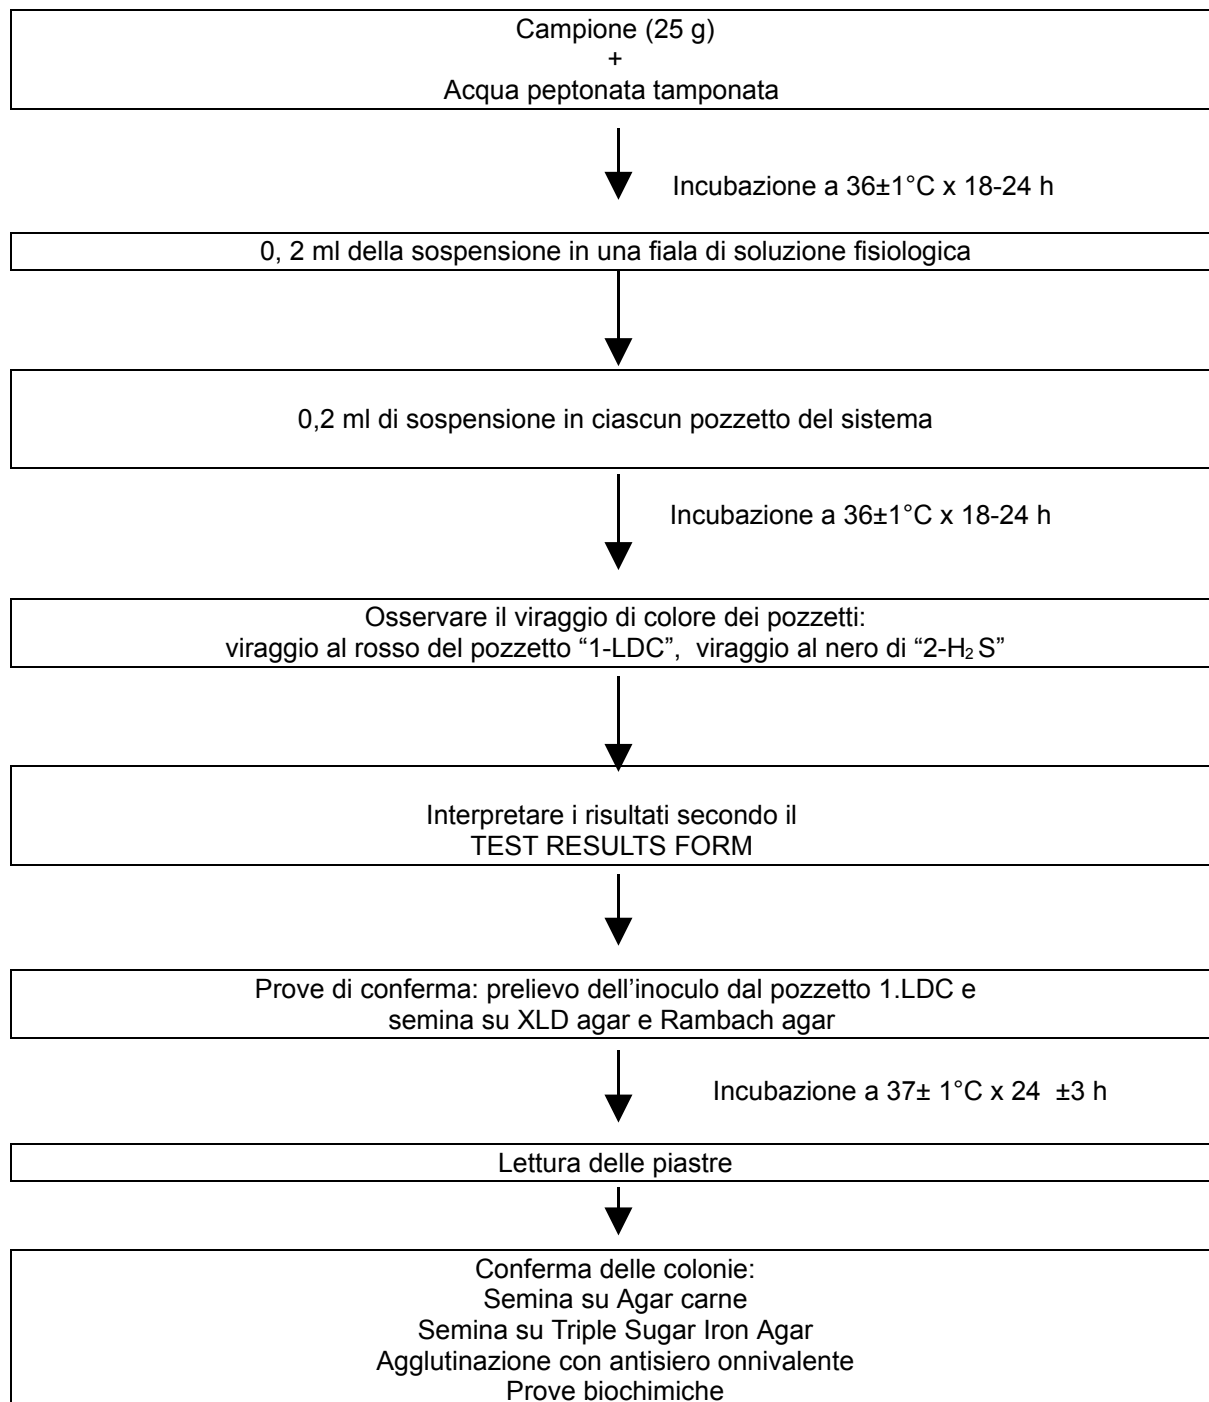 Campione (25 g)
+
Acqua peptonata tamponata
Incubazione a 36±1°C x 18-24 h
0, 2 ml della sospensione in una fiala di soluzione fisiologica
0,2 ml di sospensione in ciascun pozzetto del sistema
Incubazione a 36±1°C x 18-24 h
Osservare il viraggio di colore dei pozzetti:
viraggio al rosso del pozzetto “1-LDC”, viraggio al nero di “2-H₂ S”
Interpretare i risultati secondo il
TEST RESULTS FORM
Prove di conferma: prelievo dell’inoculo dal pozzetto 1.LDC e
semina su XLD agar e Rambach agar
Incubazione a 37± 1°C x 24 ±3 h
Lettura delle piastre
Conferma delle colonie:
Semina su Agar carne
Semina su Triple Sugar Iron Agar
Agglutinazione con antisiero onnivalente
Prove biochimiche